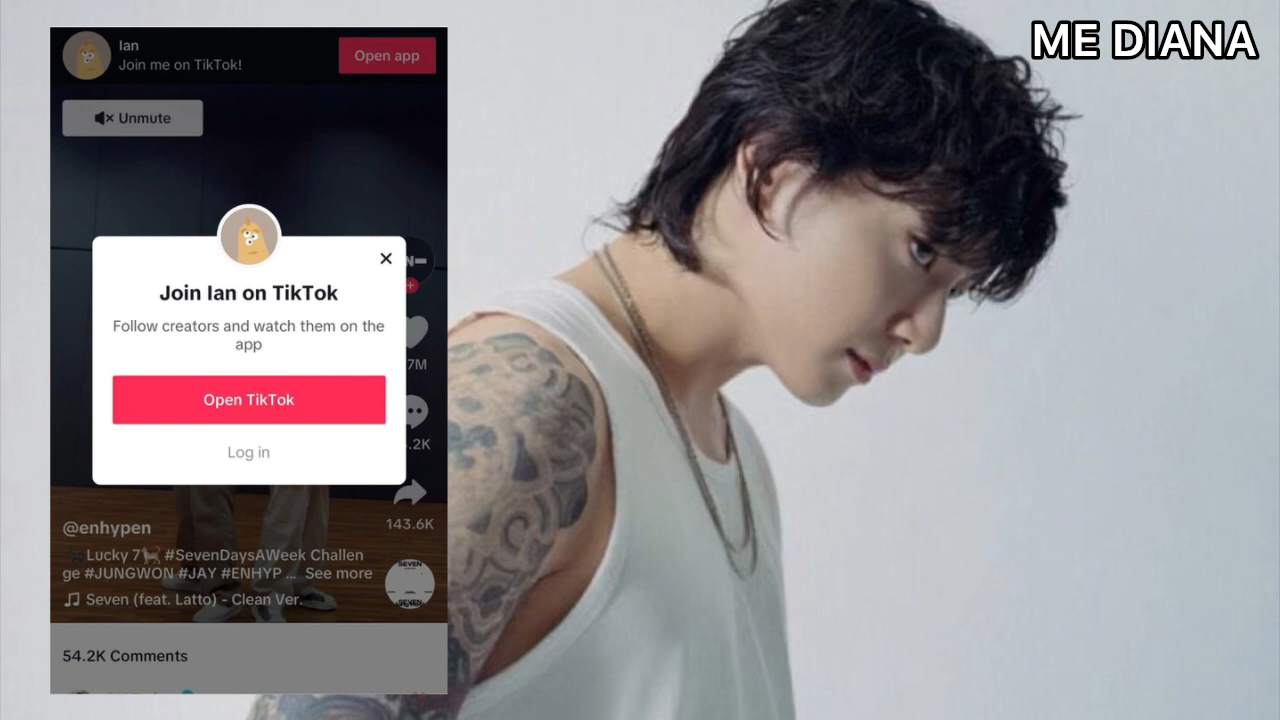 ME DIANA
Ian
Join me on TikTok!
Open app
Unmute
Join Ian on TikTok
Follow creators and watch them on the
app
Open TikTok
Log in
143.6K
@enhypen
Lucky 7 #SevenDaysAWeek Challen
ge #JUNGWON #JAY #ENHYP ... See more
Seven (feat. Latto) - Clean Ver.
SEVEN
54.2K Comments